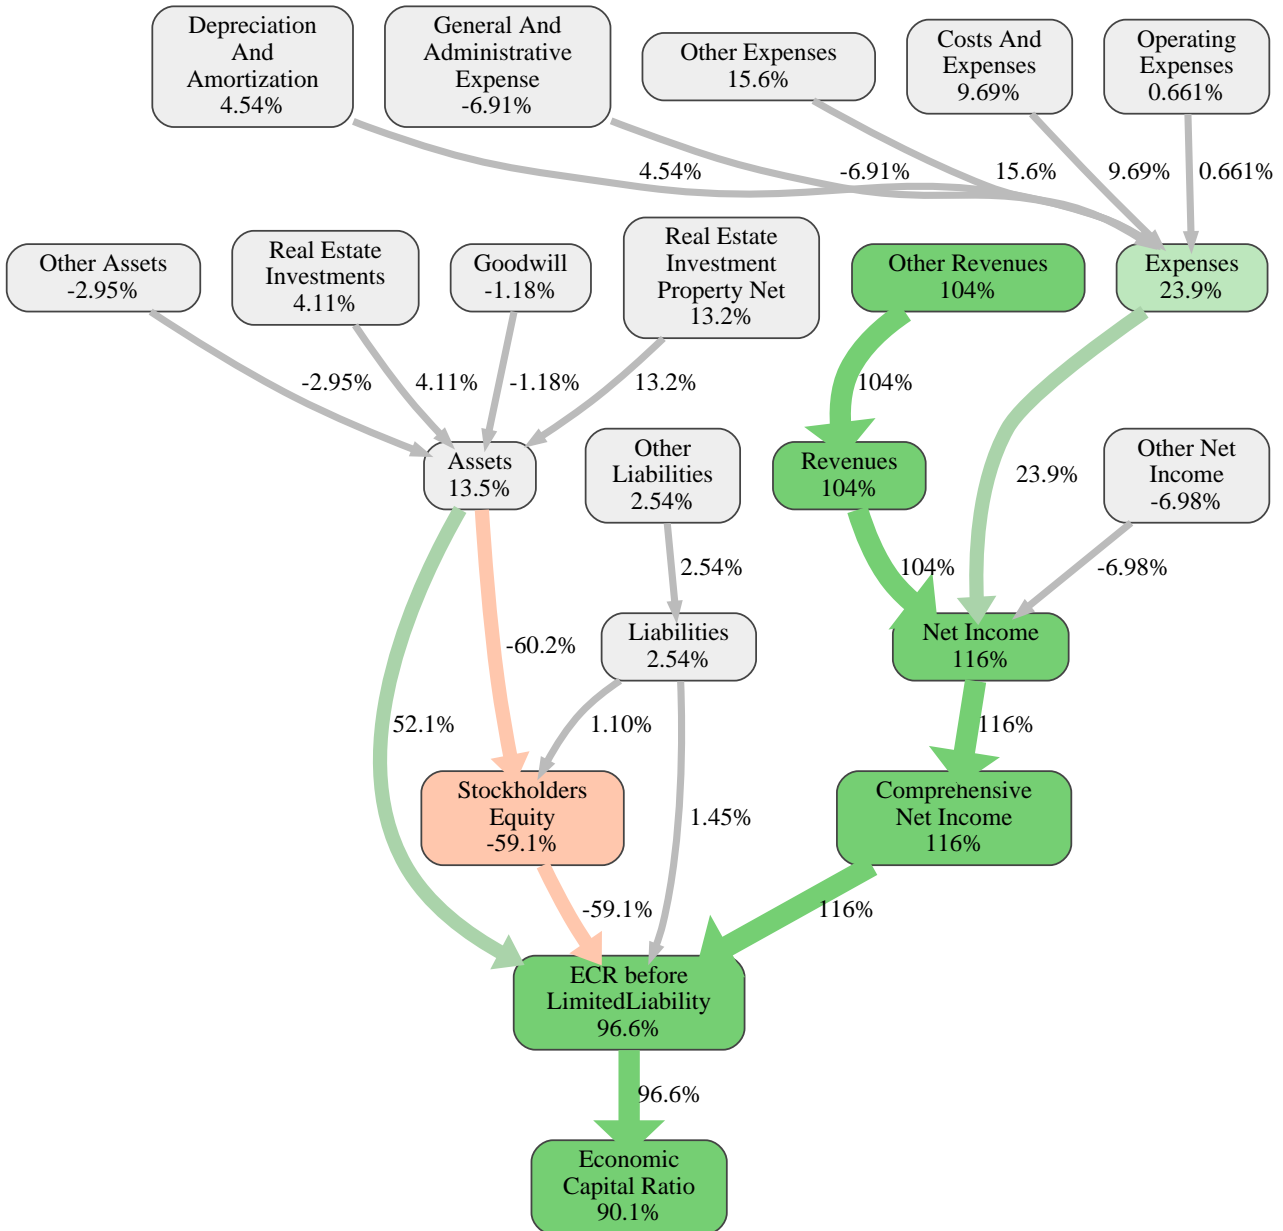 Depreciation
And
Amortization
4.54%
General And
Administrative
Expense
-6.91%
Other Expenses
15.6%
Costs And
Expenses
9.69%
Operating
Expenses
0.661%
4.54%
-6.91%
15.6%
9.69%
0.661%
Other Assets
-2.95%
Real Estate
Investments
4.11%
Goodwill
-1.18%
Real Estate
Investment
Property Net
13.2%
Other Revenues
104%
Expenses
23.9%
-2.95%
4.11%
-1.18%
13.2%
104%
Assets
13.5%
Other
Liabilities
2.54%
Revenues
104%
23.9%
Other Net
Income
-6.98%
2.54%
104%
-6.98%
-60.2%
Liabilities
2.54%
Net Income
116%
52.1%
1.10%
116%
Stockholders
Equity
-59.1%
1.45%
Comprehensive
Net Income
116%
-59.1%
116%
ECR before
LimitedLiability
96.6%
96.6%
Economic
Capital Ratio
90.1%